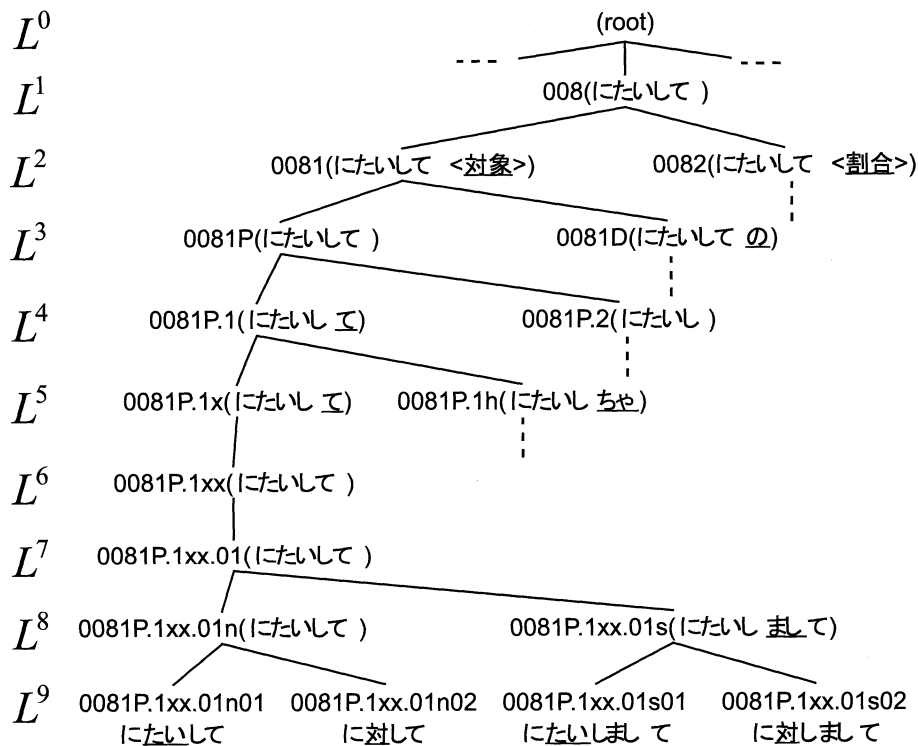 L0 (root)
L1 008(にたいして )
L2 0081(にたいして <対象>) 0082(にたいして <割合>)
L3 0081P(にたいして ) 0081D(にたいして の)
L4 0081P.1(にたいし て) 0081P.2(にたいし )
L5 0081P.1x(にたいし て) 0081P.1h(にたいし ちゃ)
L6 0081P.1xx(にたいして )
L7 0081P.1xx.01(にたいして )
L8 0081P.1xx.01n(にたいして ) 0081P.1xx.01s(にたいし まして)
L9 0081P.1xx.01n01 0081P.1xx.01n02 0081P.1xx.01s01 0081P.1xx.01s02
にたいして に対して にたいしまし て に対しまし て